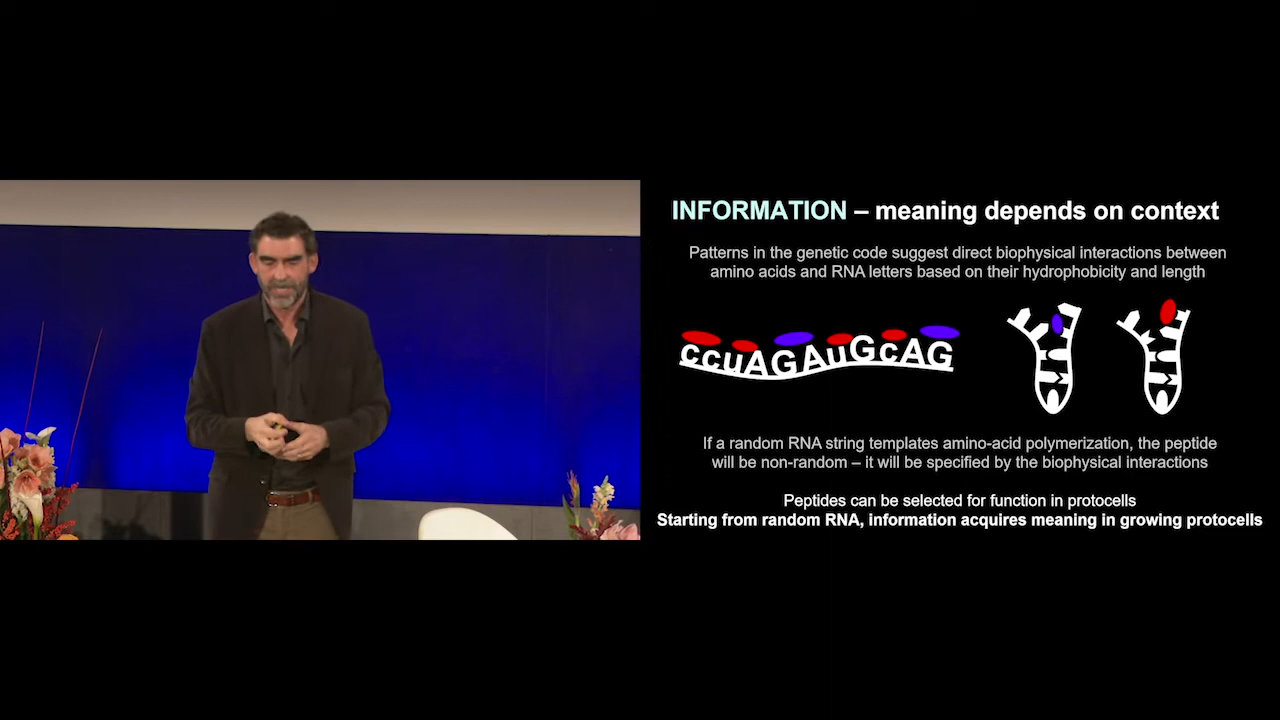 INFORMATION – meaning depends on context
Patterns in the genetic code suggest direct biophysical interactions between
amino acids and RNA letters based on their hydrophobicity and length
ccuAGAuGcAG
If a random RNA string templates amino-acid polymerization, the peptide
will be non-random – it will be specified by the biophysical interactions
Peptides can be selected for function in protocells
Starting from random RNA, information acquires meaning in growing protocells